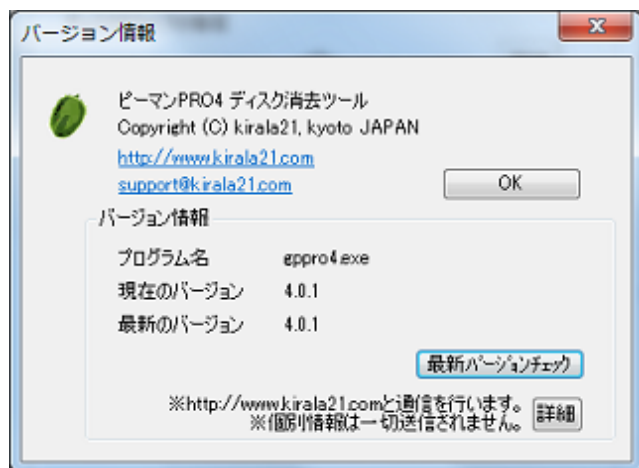 バージョン情報
ピーマンPRO4 ディスク消去ツール
Copyright (C) kirala21, kyoto JAPAN
http://www.kirala21.com
support@kirala21.com
OK
バージョン情報
プログラム名 gppro4.exe
現在のバージョン 4.0.1
最新のバージョン 4.0.1
最新バージョンチェック
※http://www.kirala21.comと通信を行います。
※個別情報は一切送信されません。
詳細